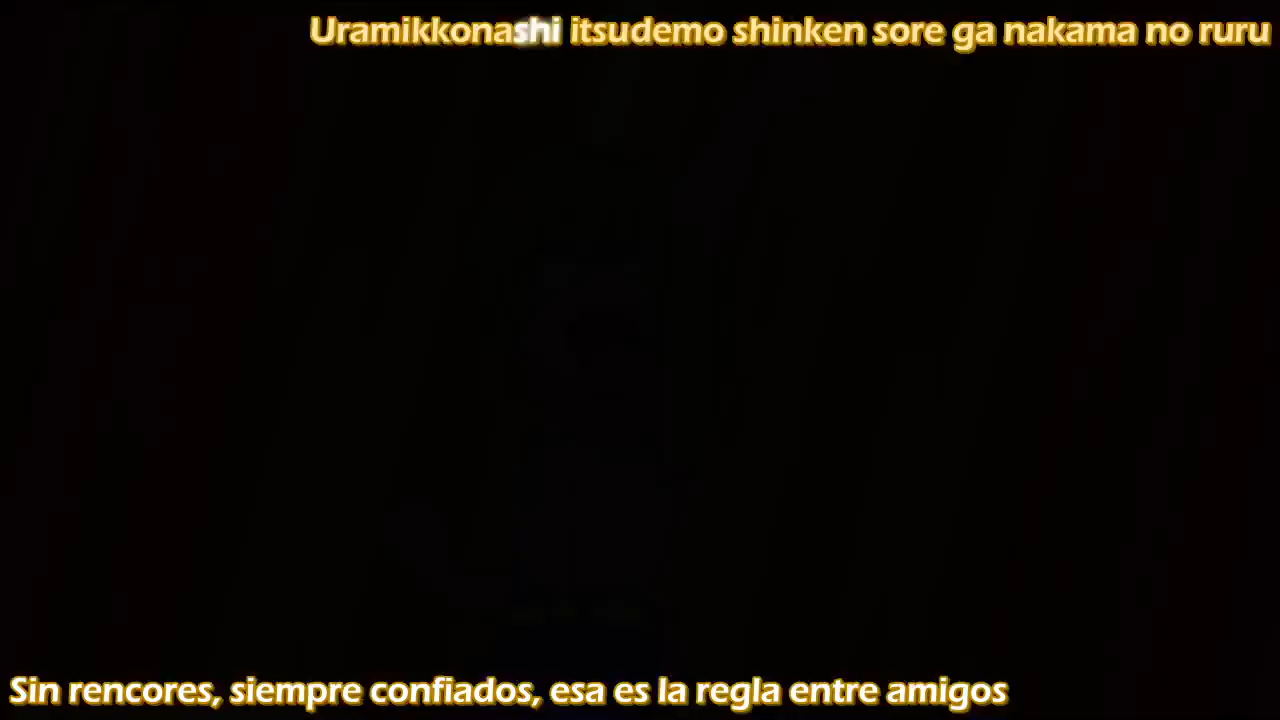 Uramikkonashi itsudemo shinken sore ga nakama no ruru
Sin rencores, siempre confiados, esa es la regla entre amigos